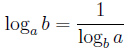 log_a b = 1 / log_b a